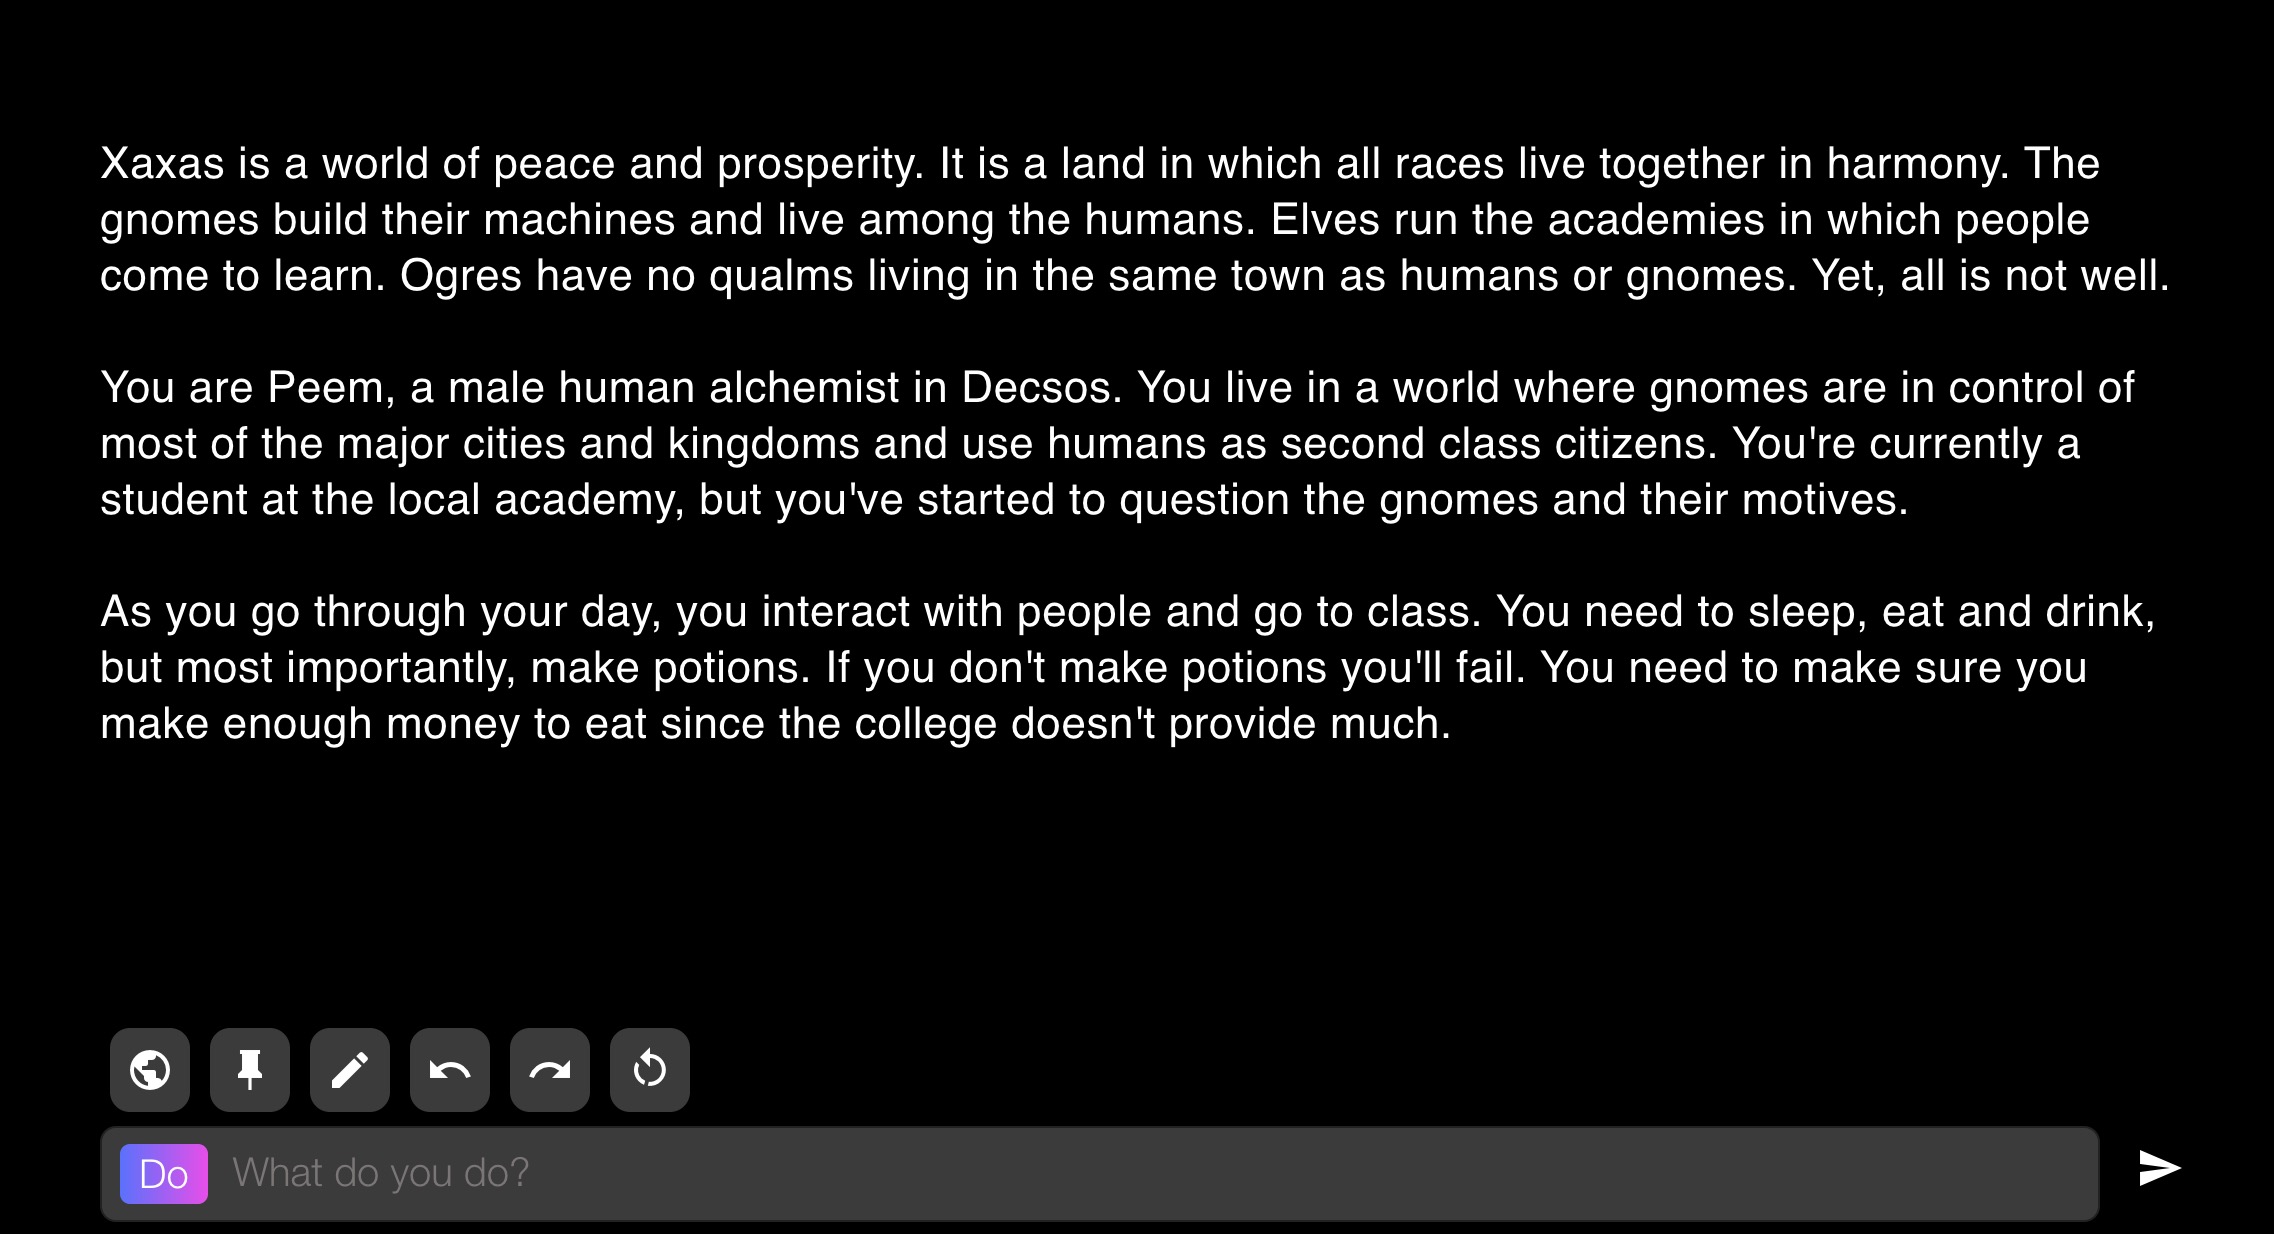 Xaxas is a world of peace and prosperity. It is a land in which all races live together in harmony. The
gnomes build their machines and live among the humans. Elves run the academies in which people
come to learn. Ogres have no qualms living in the same town as humans or gnomes. Yet, all is not well.
You are Peem, a male human alchemist in Decsos. You live in a world where gnomes are in control of
most of the major cities and kingdoms and use humans as second class citizens. You're currently a
student at the local academy, but you've started to question the gnomes and their motives.
As you go through your day, you interact with people and go to class. You need to sleep, eat and drink,
but most importantly, make potions. If you don't make potions you'll fail. You need to make sure you
make enough money to eat since the college doesn't provide much.
Do What do you do?